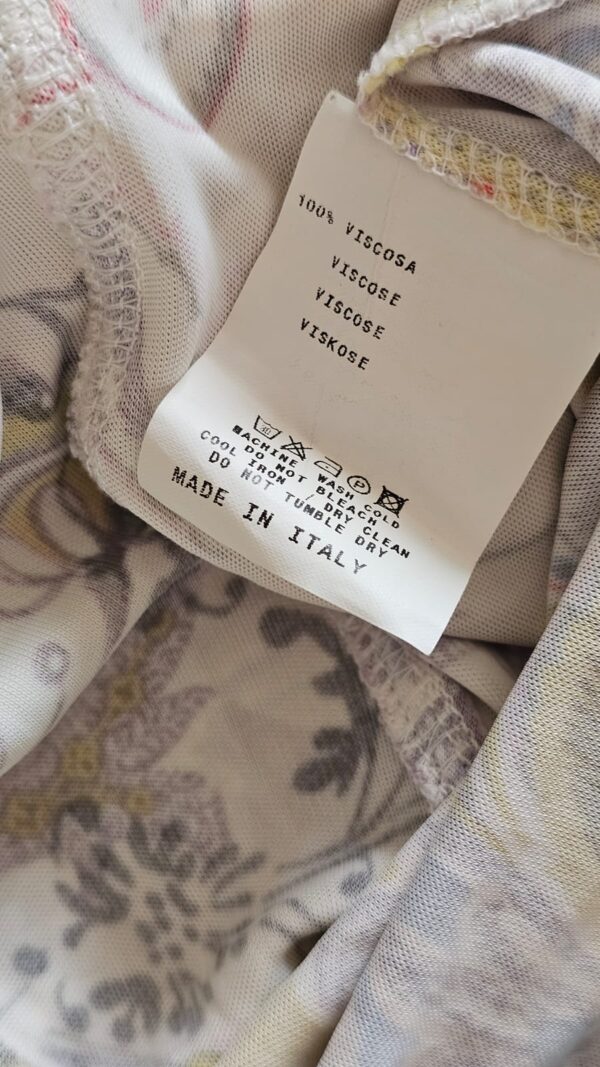 100% VISCOSA
VISCOSE
VISCOSE
VISKOSE
30 P
MACHINE WASH COLD
DO NOT BLEACH
COOL IRON / DRY CLEAN
DO NOT TUMBLE DRY
MADE IN ITALY